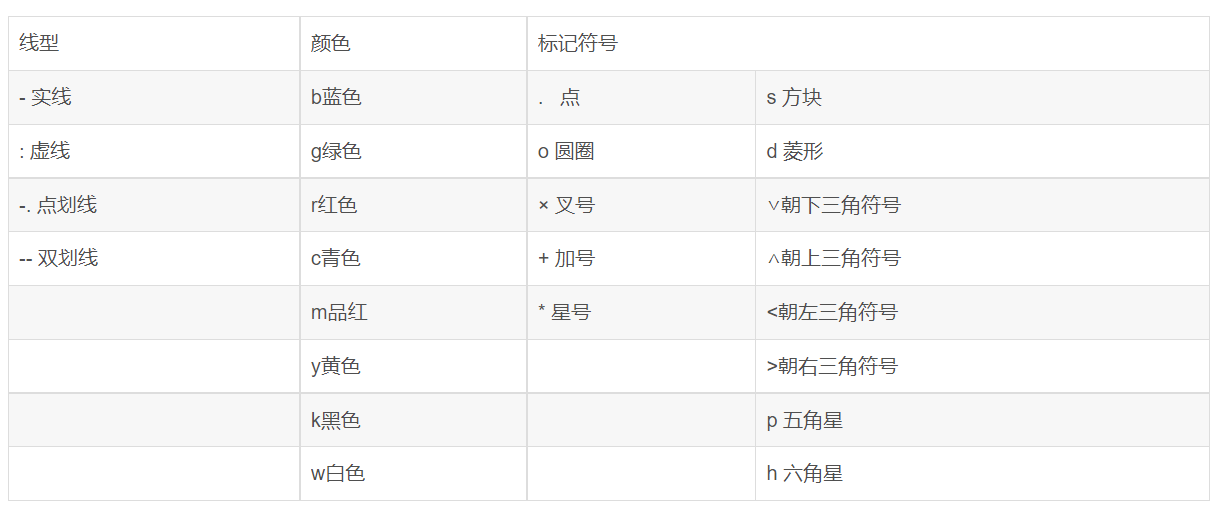 线型 颜色 标记符号
- 实线 b蓝色 . 点 s 方块
: 虚线 g绿色 o 圆圈 d 菱形
-. 点划线 r红色 × 叉号 ∨朝下三角符号
-- 双划线 c青色 + 加号 ∧朝上三角符号
m品红 * 星号 <朝左三角符号
y黄色 >朝右三角符号
k黑色 p 五角星
w白色 h 六角星